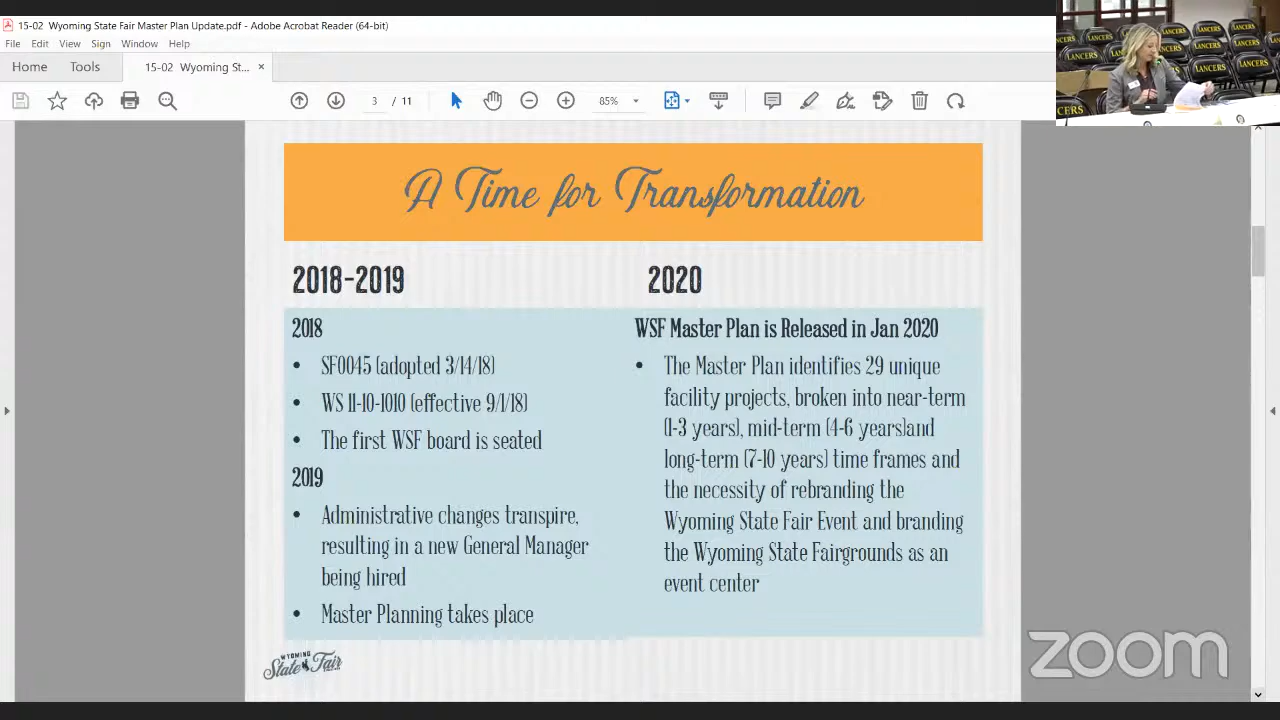 15-02 Wyoming State Fair Master Plan Update.pdf - Adobe Acrobat Reader (64-bit)
File Edit View Sign Window Help
Home Tools 15-02 Wyoming St... ×
3 / 11 85%
A Time for Transformation
2018-2019
2018
• SF0045 (adopted 3/14/18)
• WS 11-10-1010 (effective 9/1/18)
• The first WSF board is seated
2019
• Administrative changes transpire,
resulting in a new General Manager
being hired
• Master Planning takes place
2020
WSF Master Plan is Released in Jan 2020
• The Master Plan identifies 29 unique
facility projects, broken into near-term
(1-3 years), mid-term (4-6 years)and
long-term (7-10 years) time frames and
the necessity of rebranding the
Wyoming State Fair Event and branding
the Wyoming State Fairgrounds as an
event center
WYOMING
State Fair
zoom
LANCERS
LANCERS
LANCERS
LANCERS
LANCERS
LANCERS